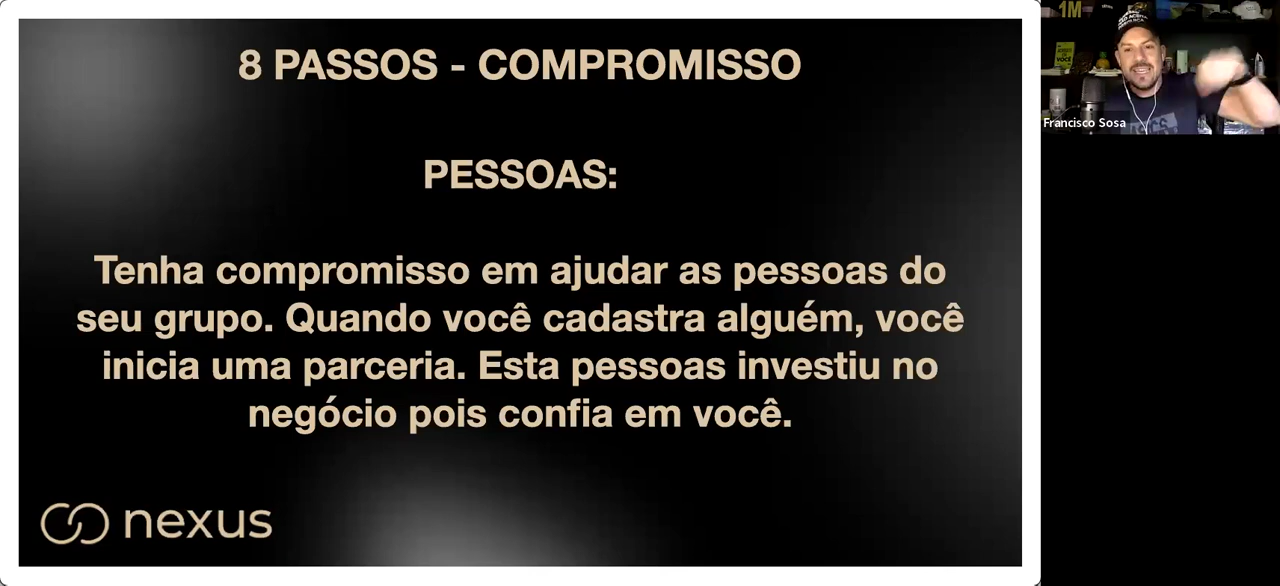 8 PASSOS - COMPROMISSO
PESSOAS:
Tenha compromisso em ajudar as pessoas do
seu grupo. Quando você cadastra alguém, você
inicia uma parceria. Esta pessoas investiu no
negócio pois confia em você.
nexus
1M
Francisco Sosa